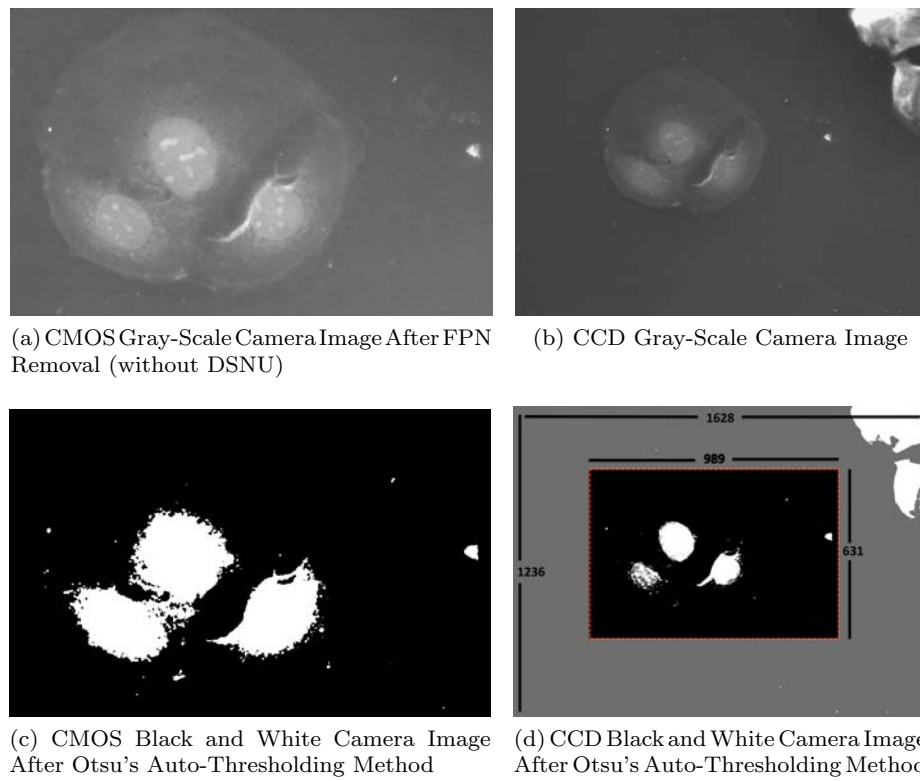 (a) CMOS Gray-Scale Camera Image After FPN
Removal (without DSNU)
(b) CCD Gray-Scale Camera Image
1628
989
631
1236
(c) CMOS Black and White Camera Image
After Otsu's Auto-Thresholding Method
(d) CCD Black and White Camera Image
After Otsu's Auto-Thresholding Method